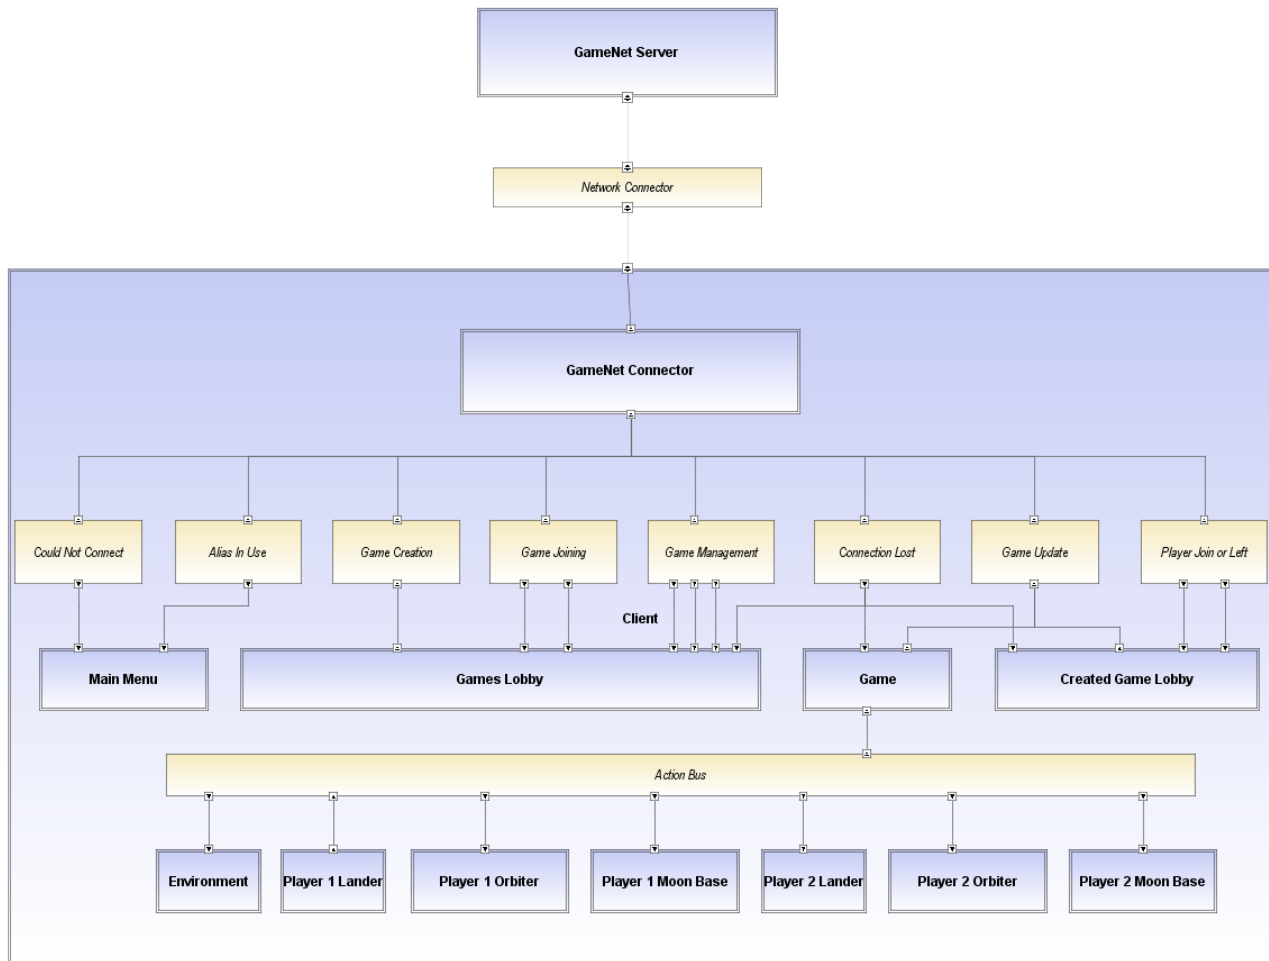 GameNet Server
Network Connector
GameNet Connector
Could Not Connect
Alias In Use
Game Creation
Game Joining
Game Management
Connection Lost
Game Update
Player Join or Left
Client
Main Menu
Games Lobby
Game
Created Game Lobby
Action Bus
Environment
Player 1 Lander
Player 1 Orbiter
Player 1 Moon Base
Player 2 Lander
Player 2 Orbiter
Player 2 Moon Base